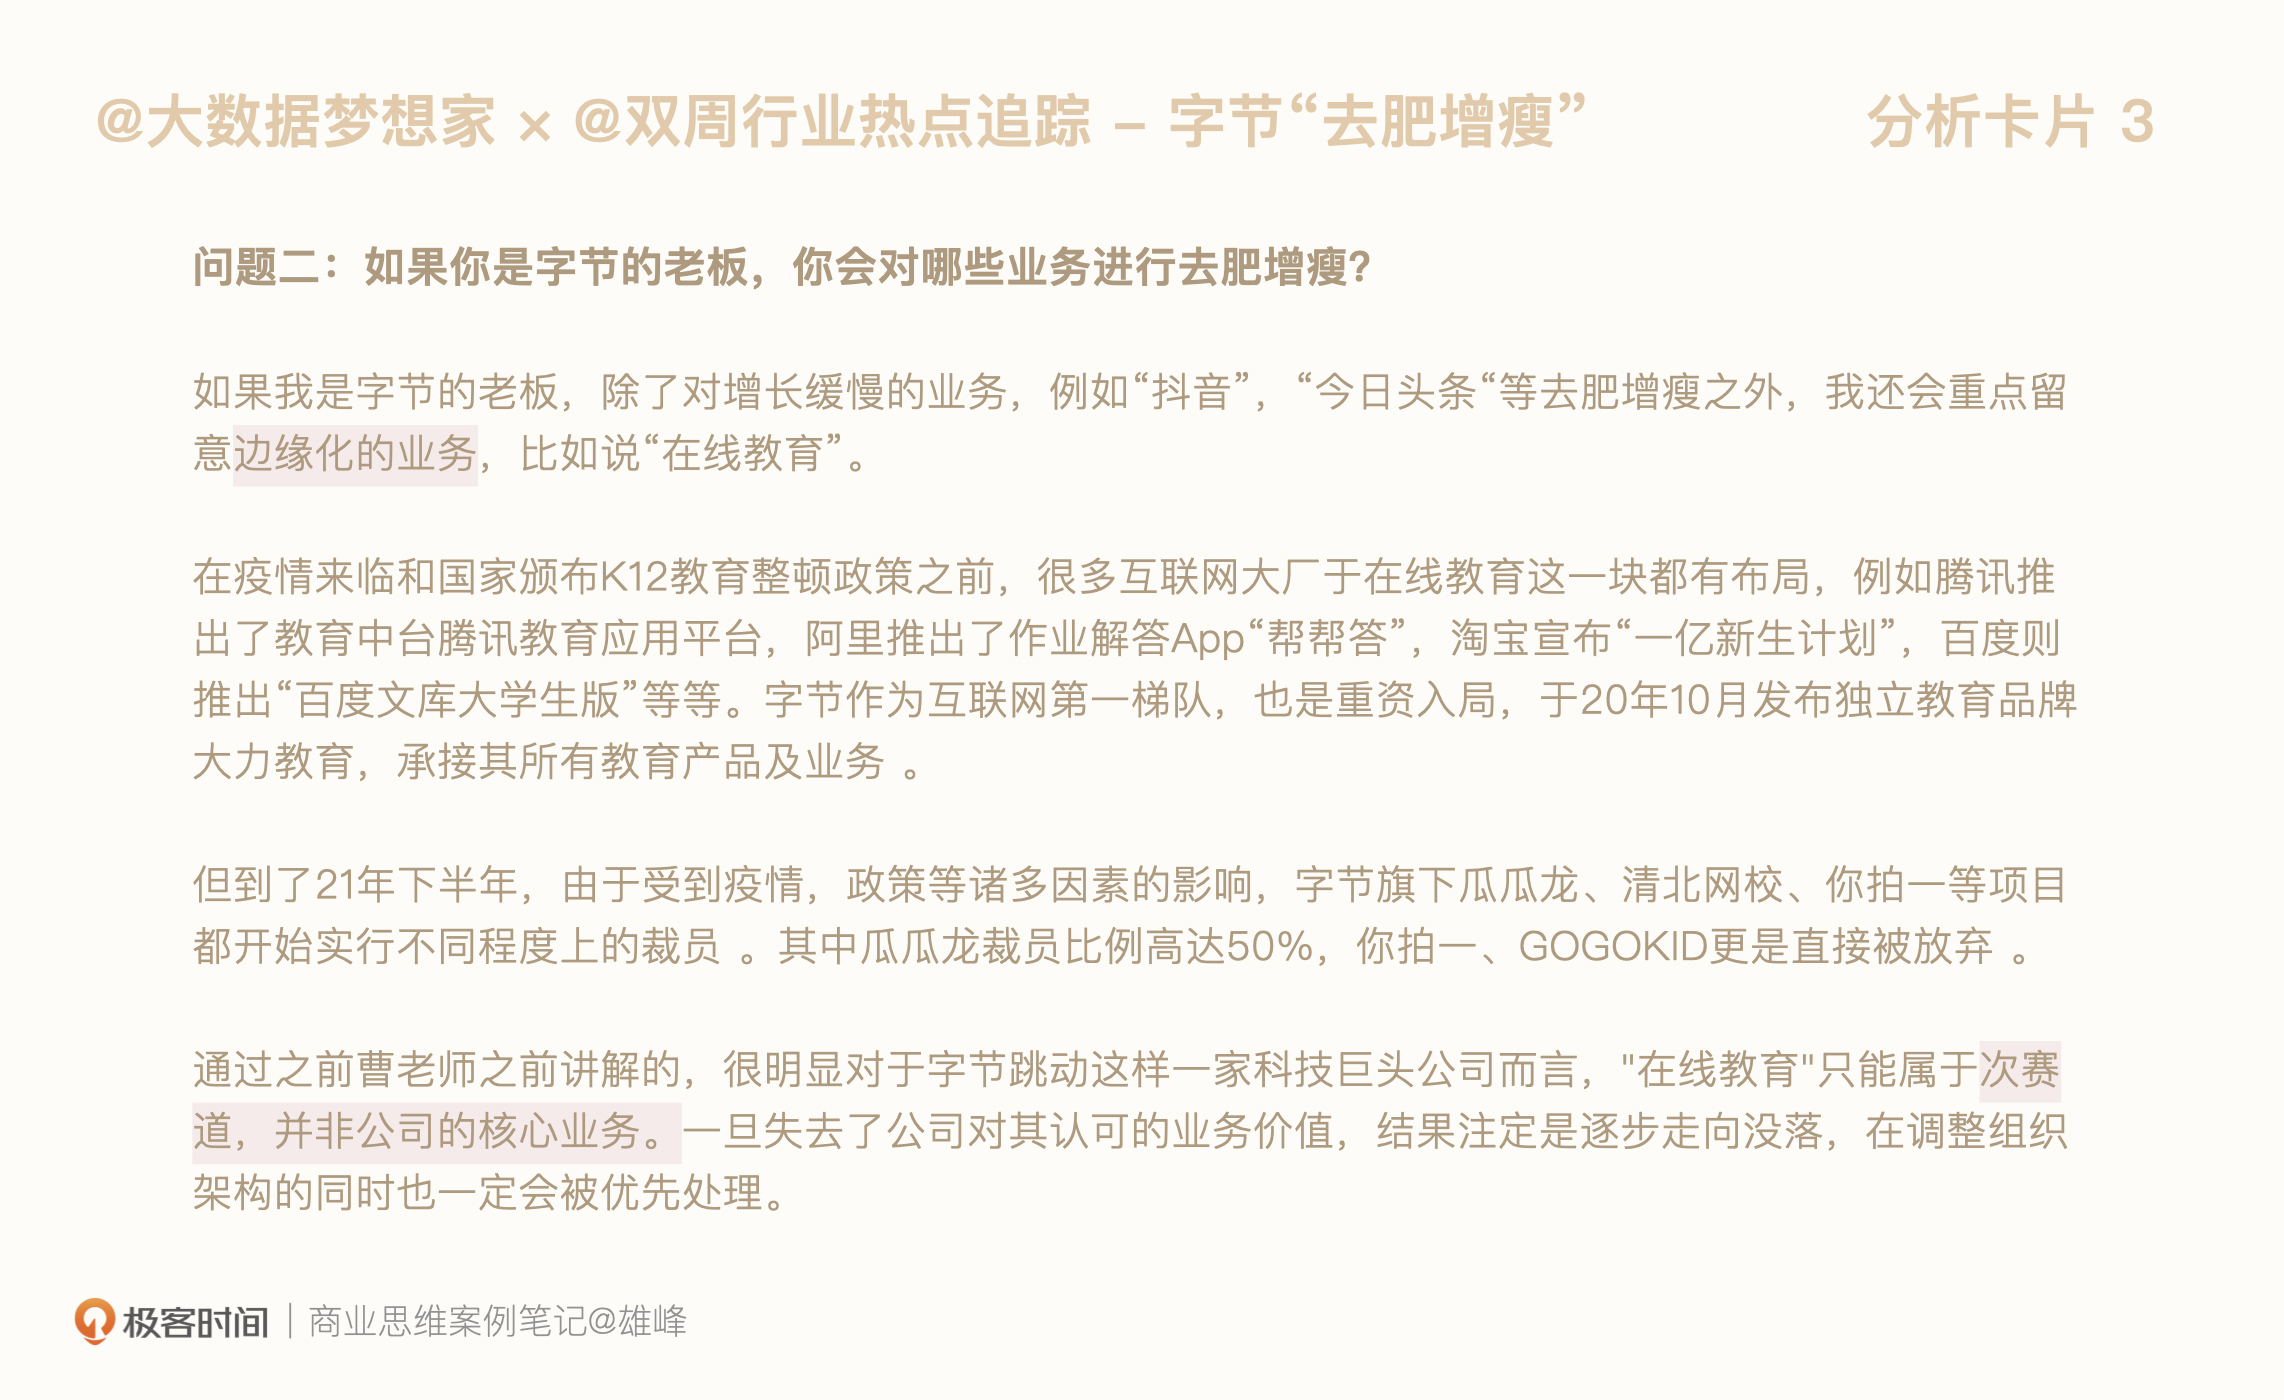 @大数据梦想家 × @双周行业热点追踪 – 字节“去肥增瘦”
分析卡片 3
问题二：如果你是字节的老板，你会对哪些业务进行去肥增瘦？
如果我是字节的老板，除了对增长缓慢的业务，例如“抖音”，“今日头条“等去肥增瘦之外，我还会重点留
意边缘化的业务，比如说“在线教育”。
在疫情来临和国家颁布K12教育整顿政策之前，很多互联网大厂于在线教育这一块都有布局，例如腾讯推
出了教育中台腾讯教育应用平台，阿里推出了作业解答App“帮帮答”，淘宝宣布“一亿新生计划”，百度则
推出“百度文库大学生版”等等。字节作为互联网第一梯队，也是重资入局，于20年10月发布独立教育品牌
大力教育，承接其所有教育产品及业务 。
但到了21年下半年，由于受到疫情，政策等诸多因素的影响，字节旗下瓜瓜龙、清北网校、你拍一等项目
都开始实行不同程度上的裁员 。其中瓜瓜龙裁员比例高达50%，你拍一、GOGOKID更是直接被放弃 。
通过之前曹老师之前讲解的，很明显对于字节跳动这样一家科技巨头公司而言，"在线教育"只能属于次赛
道，并非公司的核心业务。一旦失去了公司对其认可的业务价值，结果注定是逐步走向没落，在调整组织
架构的同时也一定会被优先处理。
极客时间 | 商业思维案例笔记@雄峰